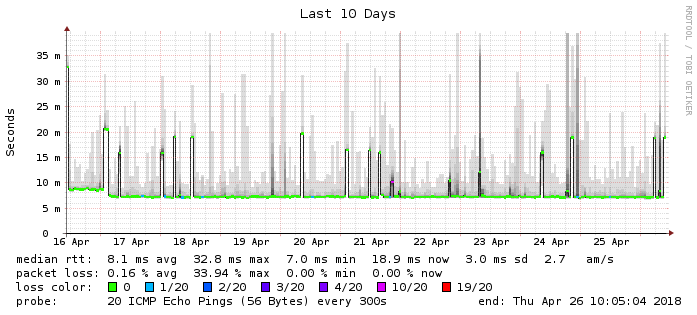 Last 10 Days
RRDTOOL / TOBI OETIKER
Seconds
35 m
30 m
25 m
20 m
15 m
10 m
5 m
0
16 Apr 17 Apr 18 Apr 19 Apr 20 Apr 21 Apr 22 Apr 23 Apr 24 Apr 25 Apr
median rtt: 8.1 ms avg 32.8 ms max 7.0 ms min 18.9 ms now 3.0 ms sd 2.7 am/s
packet loss: 0.16 % avg 33.94 % max 0.00 % min 0.00 % now
loss color: 0 1/20 2/20 3/20 4/20 10/20 19/20
probe: 20 ICMP Echo Pings (56 Bytes) every 300s end: Thu Apr 26 10:05:04 2018